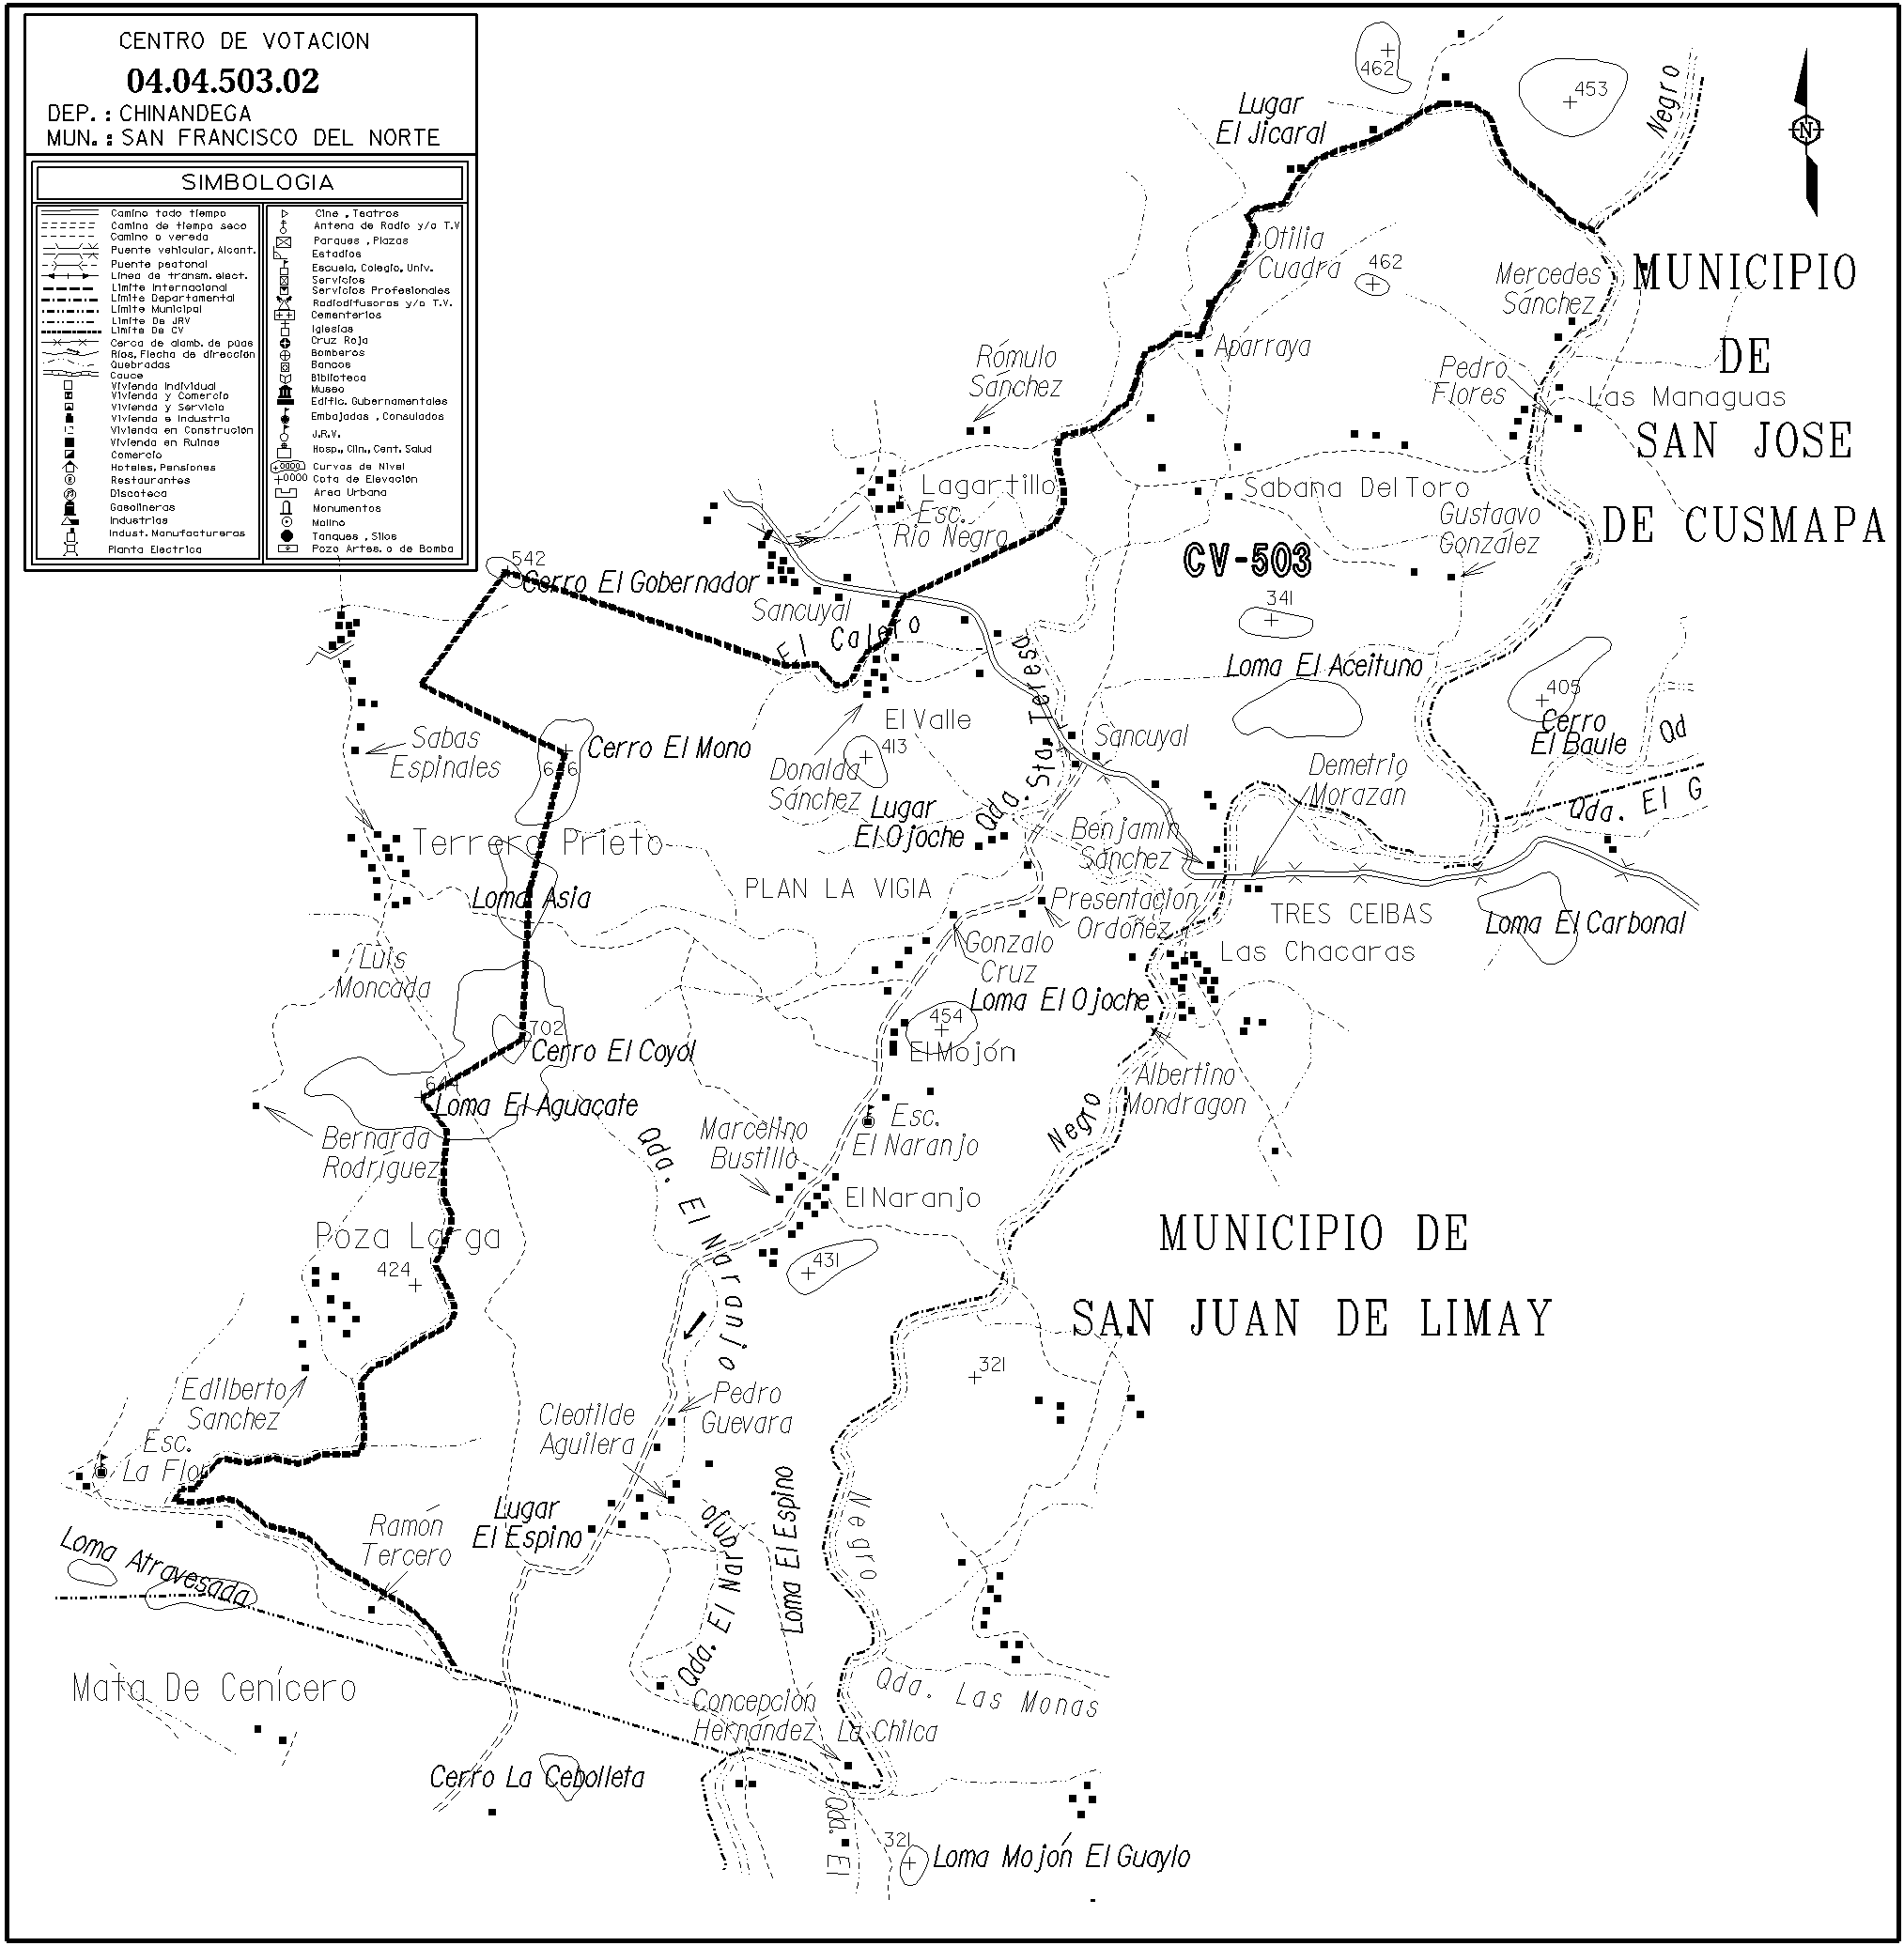 CENTRO DE VOTACION
04.04.503.02
DEP. : CHINANDEGA
MUN. : SAN FRANCISCO DEL NORTE
SIMBOLOGIA
Camino todo tiempo
Camino de tiempo seco
Camino o vereda
Puente vehicular, Alcant.
Puente peatonal
Línea de transm. elect.
Limite Internacional
Limite Departamental
Limite Municipal
Limite De JRV
Limite De CV
Cerca de alamb. de púas
Ríos, Flecha de dirección
Quebradas
Cauce
Vivienda Individual
Vivienda y Comercio
Vivienda y Servicio
Vivienda e Industria
Vivienda en Construción
Vivienda en Ruinas
Comercio
Hoteles, Pensiones
Restaurantes
Discoteca
Gasolineras
Industrias
Indust. Manufactureras
Planta Electrica
Cine , Teatros
Antena de Radio y/o T.V
Parques , Plazas
Estadios
Escuela, Colegio, Univ.
Servicios
Servicios Profesionales
Radiodifusoras y/o T.V.
Cementerios
Iglesias
Cruz Roja
Bomberos
Bancos
Biblioteca
Museo
Edific. Gubernamentales
Embajadas , Consulados
J.R.V.
Hosp., Clin., Cent. Salud
+0000 Curvas de Nivel
+0000 Cota de Elevación
Area Urbana
Monumentos
Molino
Tanques , Silos
Pozo Artes. o de Bomba
462
453
Negro
N
Lugar
El Jicaral
Otilia
Cuadra
462
Mercedes
Sánchez
MUNICIPIO
DE
SAN JOSE
DE CUSMAPA
Aparraya
Rómulo
Sánchez
Pedro
Flores
Las Managuas
Lagartillo
Esc.
Río Negro
Sabana Del Toro
Gustaavo
González
CV-503
542
Cerro El Gobernador
Sancuyal
El Calero
341
Loma El Aceituno
405
Cerro
El Baule
Qd
Qda. El G
El Valle
Qda. Sta Teresa
Sancuyal
Sabas
Espinales
Cerro El Mono
646
413
Donalda
Sánchez
Lugar
El Ojoche
Demetrio
Morazán
Benjamín
Sánchez
Terrero Prieto
Loma Asia
PLAN LA VIGIA
Presentacion
Ordóñez
TRES CEIBAS
Loma El Carbonal
Las Chacaras
Gonzalo
Cruz
Luis
Moncada
Loma El Ojoche
454
El Mojón
702
Cerro El Coyol
Loma El Aguacate
Albertino
Mondragon
Bernarda
Rodríguez
Qda. El Naranjo
Marcelino
Bustillo
Esc.
El Naranjo
Negro
El Naranjo
Poza Larga
424
431
MUNICIPIO DE
SAN JUAN DE LIMAY
321
Edilberto
Sanchez
Pedro
Guevara
Cleotilde
Aguilera
Esc.
La Flor
Lugar
El Espino
Loma El Espino
Negro
Ramón
Tercero
Loma Atravesada
Qda. El Naranjo
Mata De Cenícero
Qda. Las Monas
Concepción
Hernández
La Chilca
Cerro La Cebolleta
Qda. El
321
Loma Mojón El Guaylo